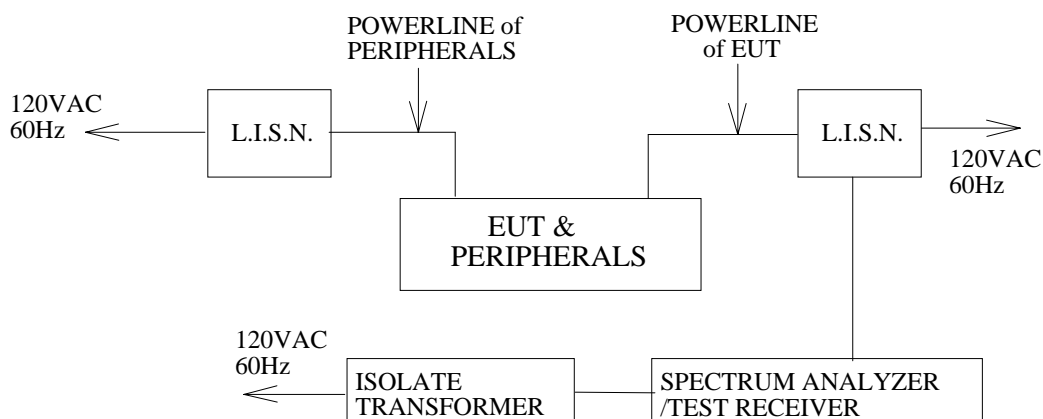 POWERLINE of
PERIPHERALS
POWERLINE
of EUT
120VAC
60Hz
L.I.S.N.
L.I.S.N.
120VAC
60Hz
EUT &
PERIPHERALS
120VAC
60Hz
ISOLATE
TRANSFORMER
SPECTRUM ANALYZER
/TEST RECEIVER